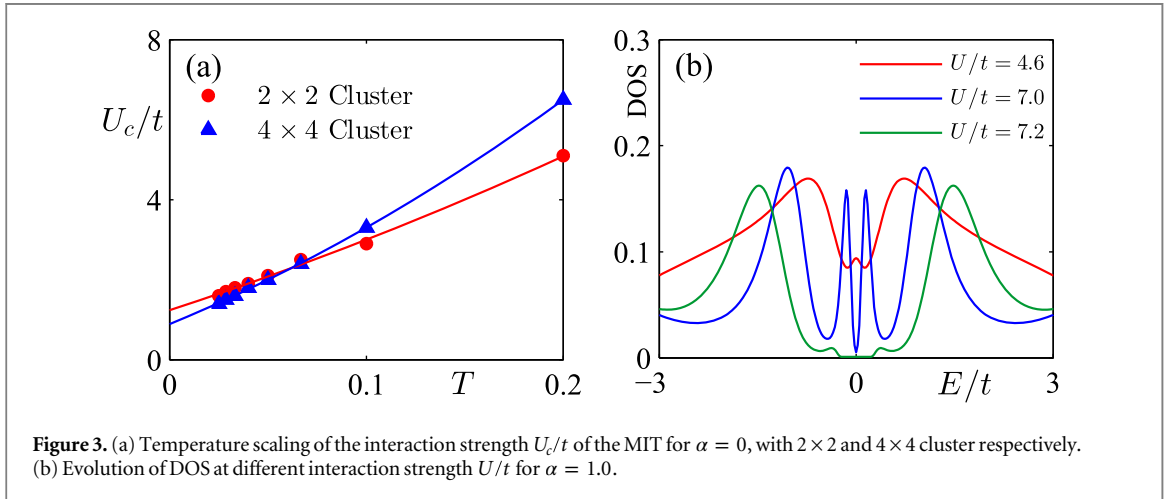 8
4
0
U_c/t
(a)
2 × 2 Cluster
4 × 4 Cluster
0
0.1
T
0.2
0.3
0.2
0.1
0
DOS
(b)
U/t = 4.6
U/t = 7.0
U/t = 7.2
−3
0
E/t
3
Figure 3. (a) Temperature scaling of the interaction strength U_c/t of the MIT for α = 0, with 2 × 2 and 4 × 4 cluster respectively.
(b) Evolution of DOS at different interaction strength U/t for α = 1.0.